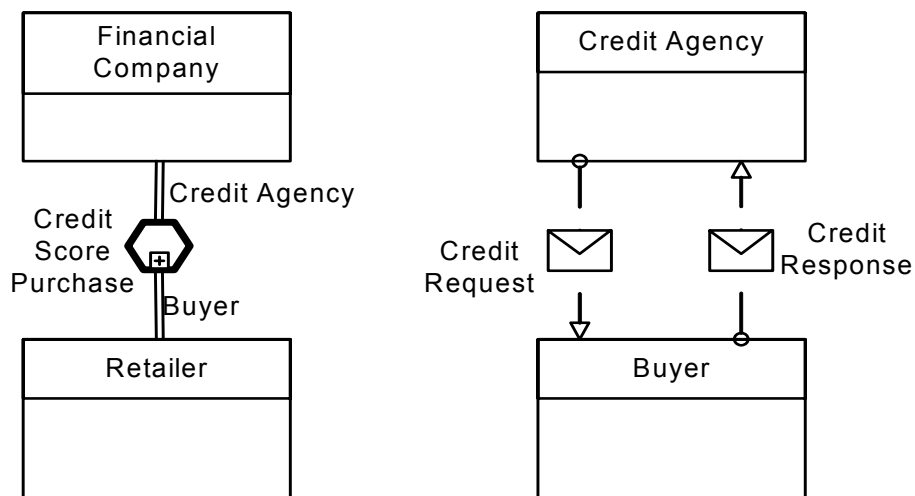 Financial
Company
Credit Agency
Credit
Score
Purchase
Buyer
Retailer
Credit Agency
Credit
Request
Credit
Response
Buyer